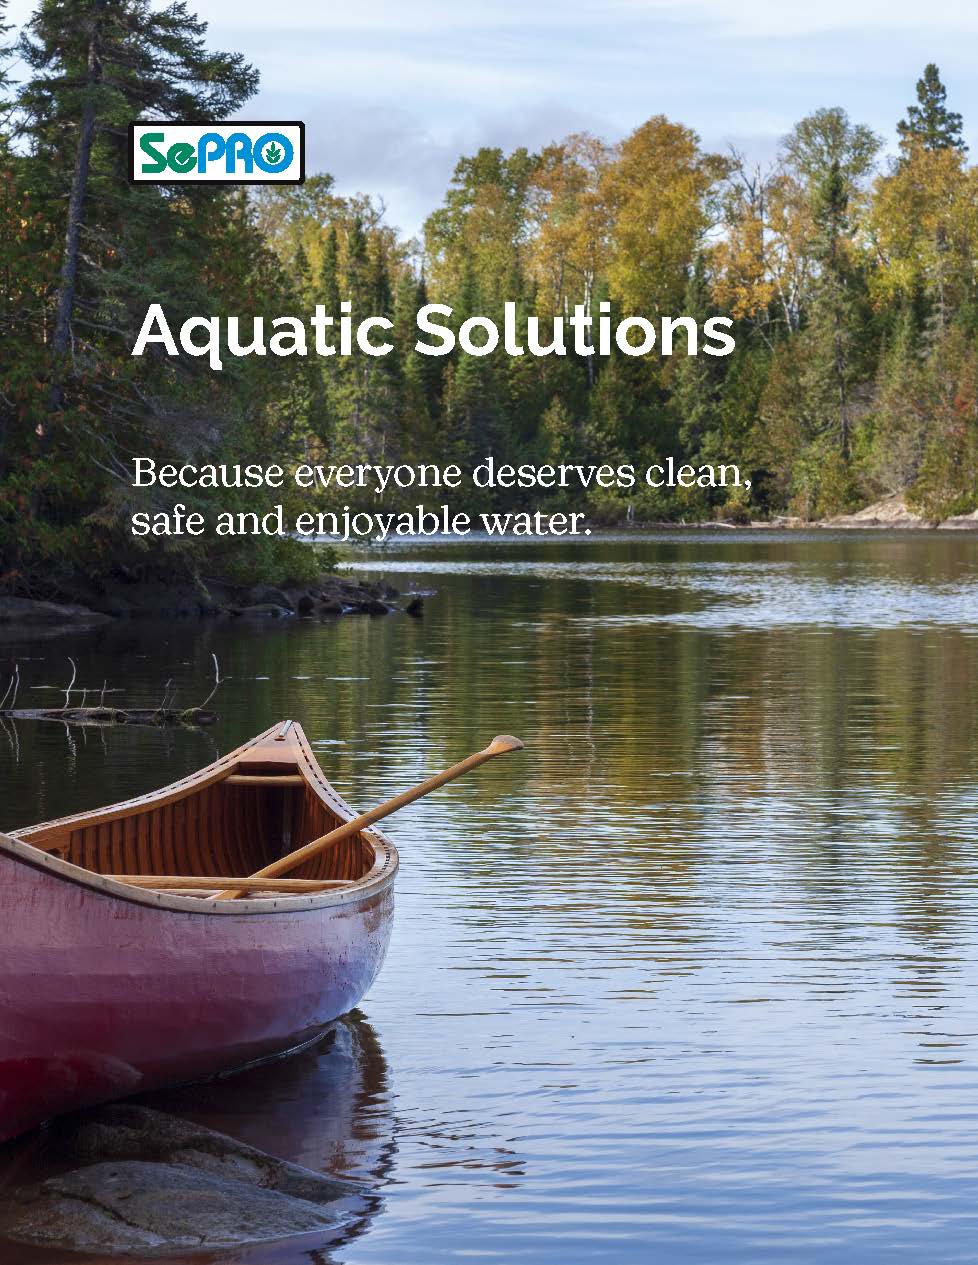 SePRO
Aquatic Solutions
Because everyone deserves clean,
safe and enjoyable water.